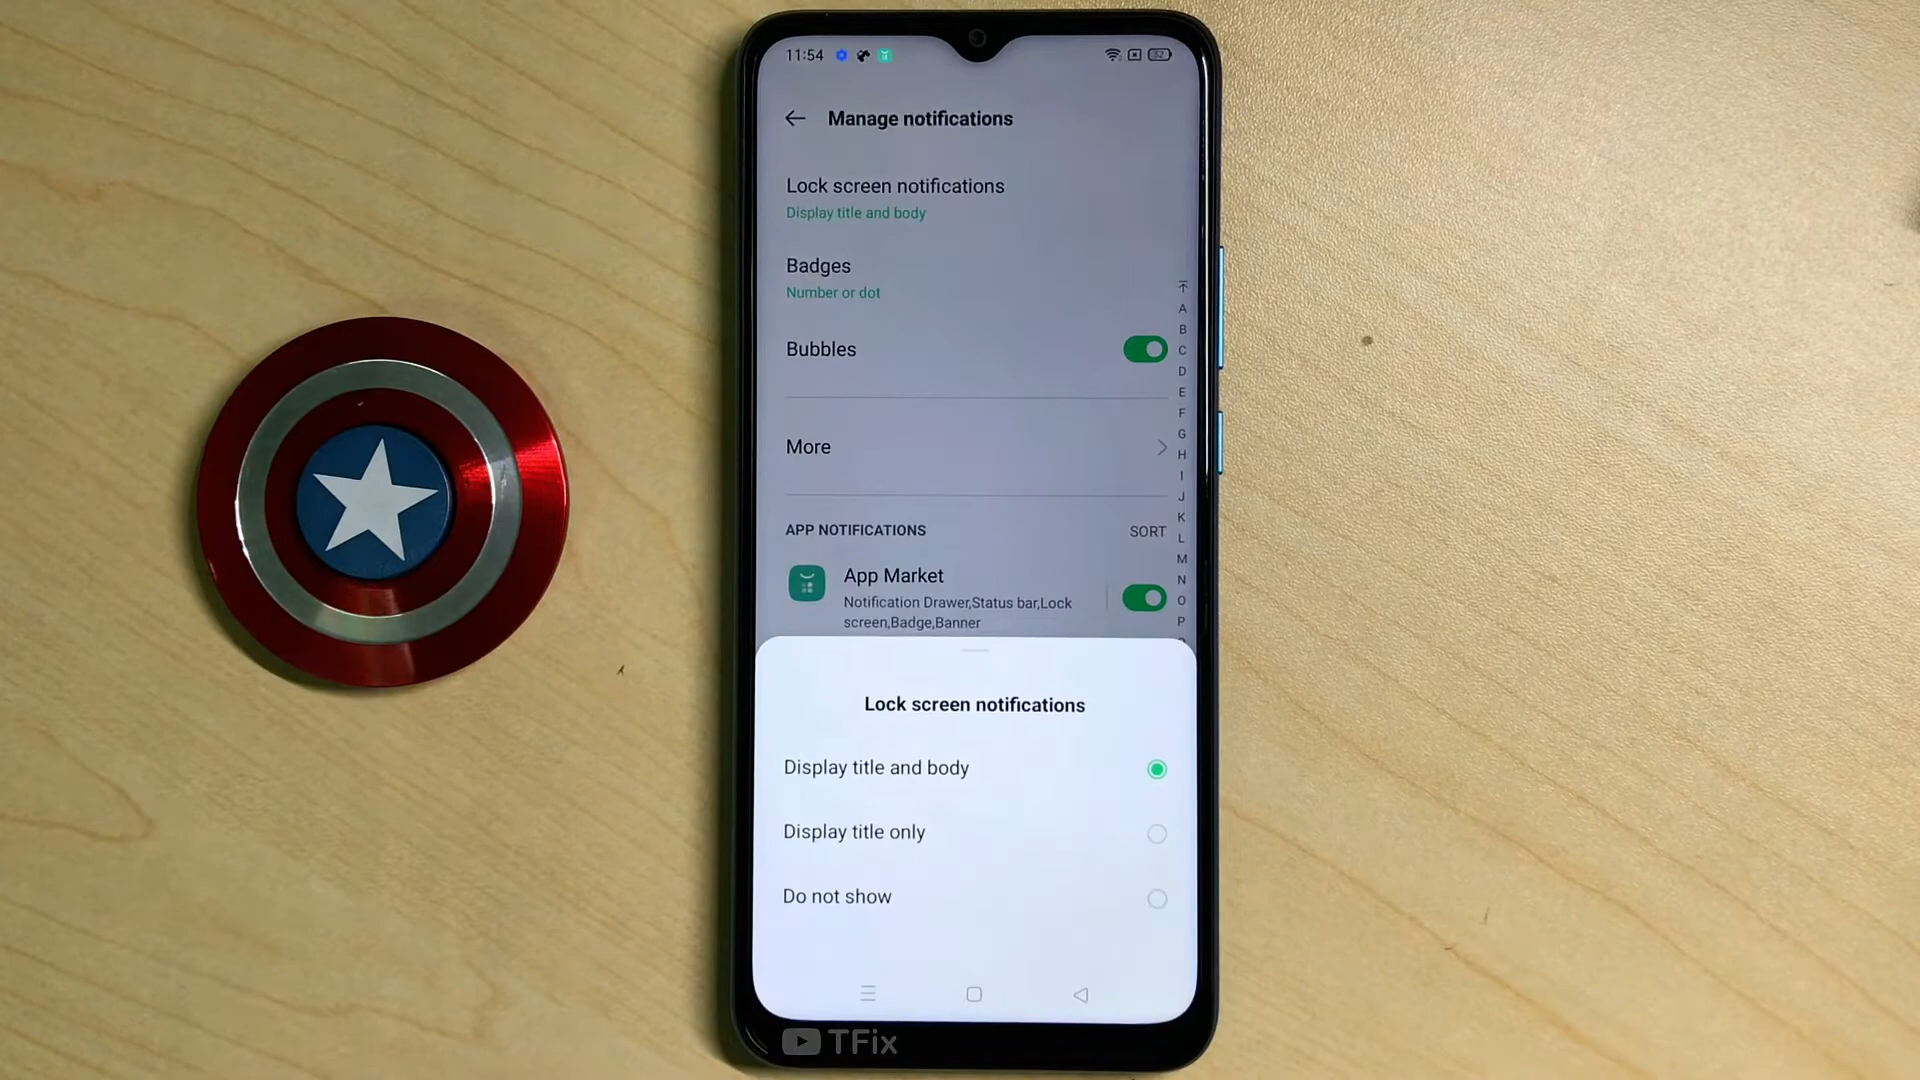 11:54
Manage notifications
Lock screen notifications
Display title and body
Badges
Number or dot
Bubbles
More
APP NOTIFICATIONS
SORT
App Market
Notification Drawer,Status bar,Lock
screen,Badge,Banner
A
B
C
D
E
F
G
H
I
J
K
L
M
N
O
P
Lock screen notifications
Display title and body
Display title only
Do not show
TFix